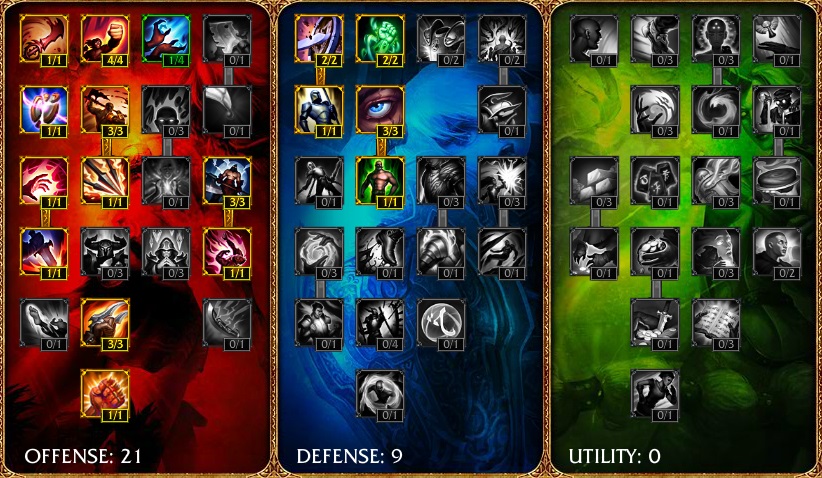 1/1 4/4 1/4 0/1 2/2 2/2 0/2 0/2 0/1 0/3 0/3 0/1
1/1 3/3 0/3 0/1 1/1 3/3 0/1 0/3 0/3 0/1
1/1 1/1 0/1 3/3 0/1 1/1 0/3 0/1 0/3 0/1 0/3 0/1
1/1 0/3 0/3 1/1 0/3 0/1 0/1 0/1 0/1 0/1 0/3 0/2
0/1 3/3 0/1 0/1 0/4 0/1 0/1 0/3
1/1 0/1 0/1
OFFENSE: 21 DEFENSE: 9 UTILITY: 0